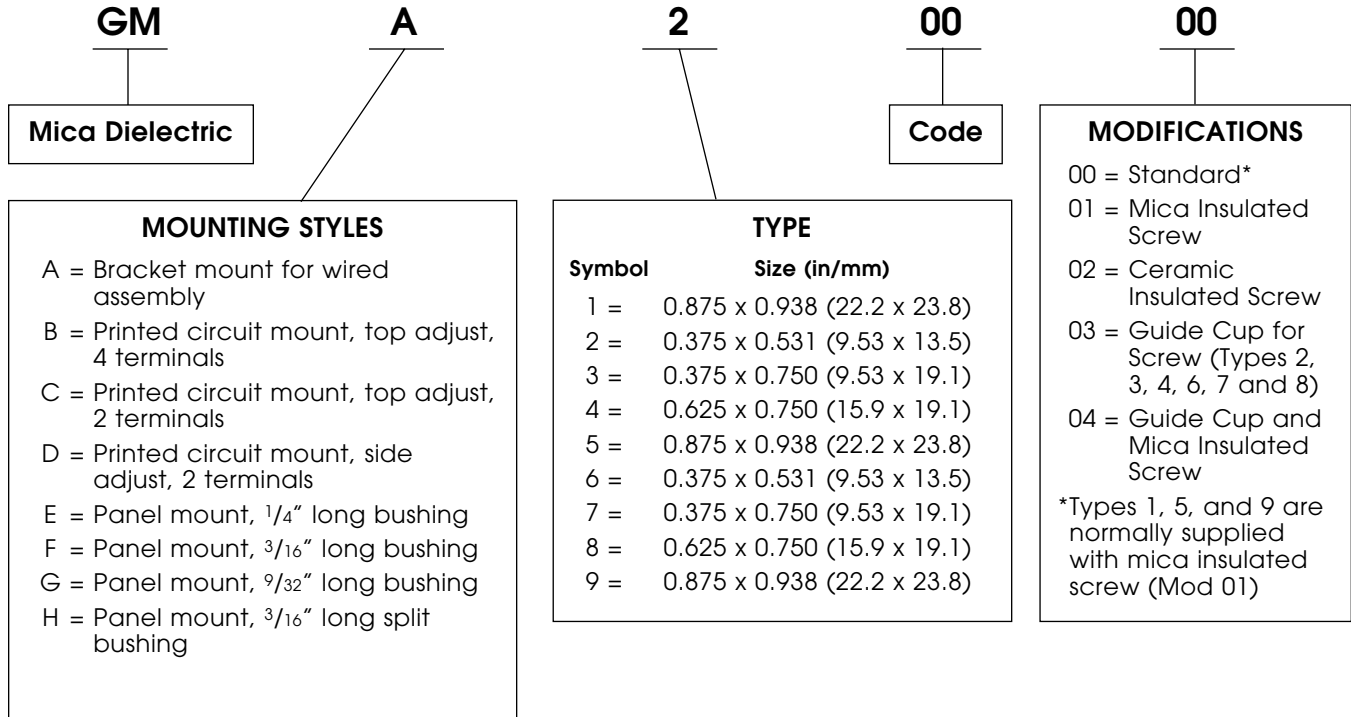 GM A 2 00 00
Mica Dielectric
Code
MOUNTING STYLES
A = Bracket mount for wired
assembly
B = Printed circuit mount, top adjust,
4 terminals
C = Printed circuit mount, top adjust,
2 terminals
D = Printed circuit mount, side
adjust, 2 terminals
E = Panel mount, 1/4" long bushing
F = Panel mount, 3/16" long bushing
G = Panel mount, 9/32" long bushing
H = Panel mount, 3/16" long split
bushing
TYPE
Symbol Size (in/mm)
1 = 0.875 x 0.938 (22.2 x 23.8)
2 = 0.375 x 0.531 (9.53 x 13.5)
3 = 0.375 x 0.750 (9.53 x 19.1)
4 = 0.625 x 0.750 (15.9 x 19.1)
5 = 0.875 x 0.938 (22.2 x 23.8)
6 = 0.375 x 0.531 (9.53 x 13.5)
7 = 0.375 x 0.750 (9.53 x 19.1)
8 = 0.625 x 0.750 (15.9 x 19.1)
9 = 0.875 x 0.938 (22.2 x 23.8)
MODIFICATIONS
00 = Standard*
01 = Mica Insulated
Screw
02 = Ceramic
Insulated Screw
03 = Guide Cup for
Screw (Types 2,
3, 4, 6, 7 and 8)
04 = Guide Cup and
Mica Insulated
Screw
*Types 1, 5, and 9 are
normally supplied
with mica insulated
screw (Mod 01)